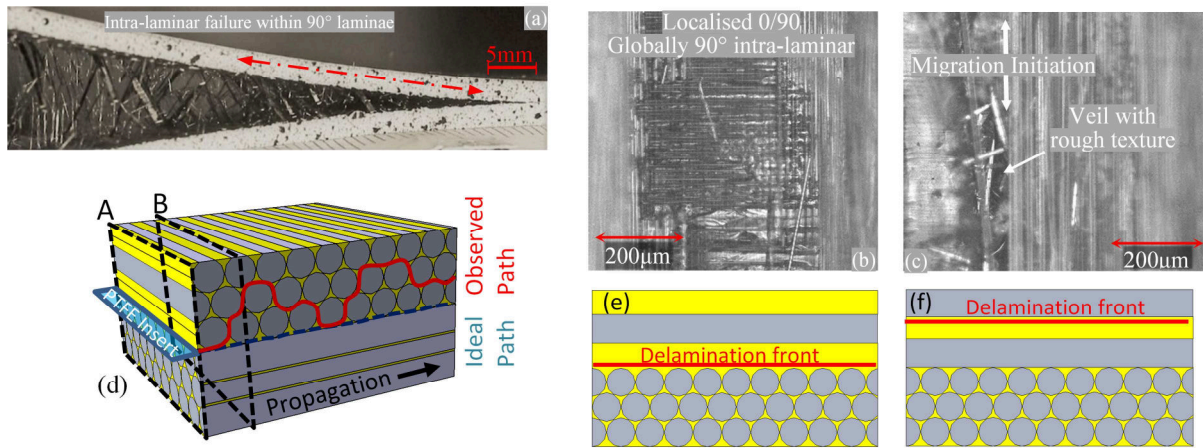 Intra-laminar failure within 90° laminae
(a)
5mm
Localised 0/90
Globally 90° intra-laminar
200μm
(b)
Migration Initiation
Veil with
rough texture
(c)
200μm
A
B
PTFE Insert
(d)
Propagation
Observed
Path
Ideal
Path
(e)
Delamination front
(f)
Delamination front